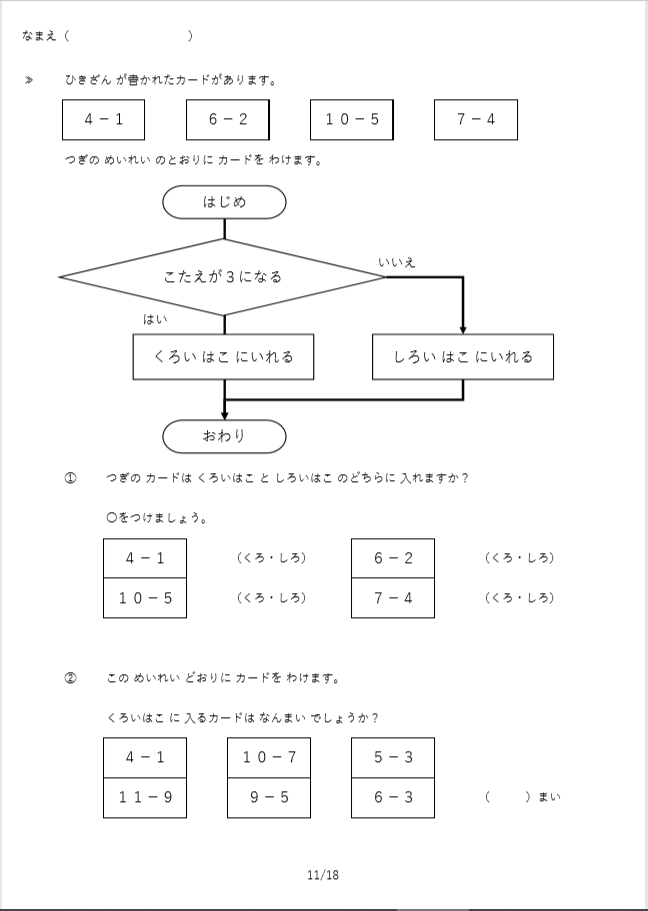 なまえ（　　　　　　　　　　）
≫　ひきざん が書かれたカードがあります。
４－１　６－２　１０－５　７－４
つぎの めいれい のとおりに カードを わけます。
はじめ
こたえが３になる
いいえ
はい
くろい はこ にいれる　しろい はこ にいれる
おわり
①　つぎの カードは くろいはこ と しろいはこ のどちらに 入れますか？
〇をつけましょう。
４－１　（くろ・しろ）　６－２　（くろ・しろ）
１０－５　（くろ・しろ）　７－４　（くろ・しろ）
②　この めいれい どおりに カードを わけます。
くろいはこ に 入るカードは なんまい でしょうか？
４－１　１０－７　５－３
１１－９　９－５　６－３　（　　　）まい
11/18